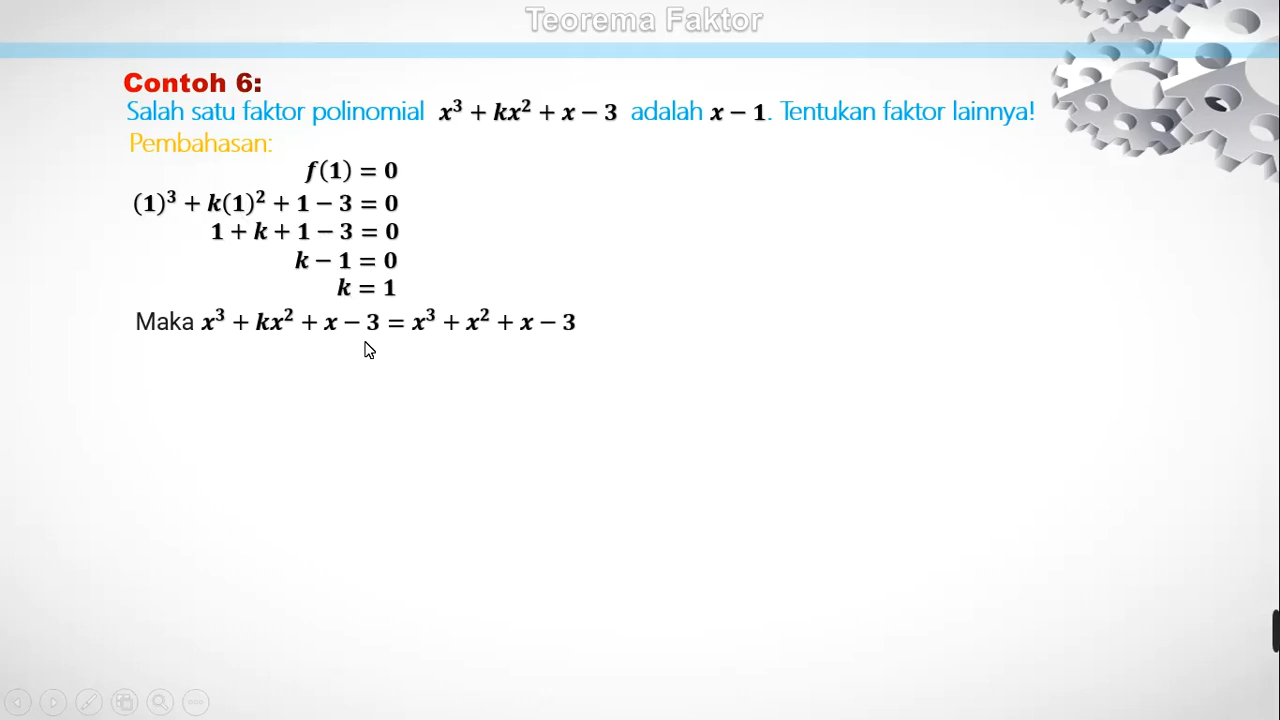 Teorema Faktor
Contoh 6:
Salah satu faktor polinomial x³ + kx² + x − 3 adalah x − 1. Tentukan faktor lainnya!
Pembahasan:
f(1) = 0
(1)³ + k(1)² + 1 − 3 = 0
1 + k + 1 − 3 = 0
k − 1 = 0
k = 1
Maka x³ + kx² + x − 3 = x³ + x² + x − 3